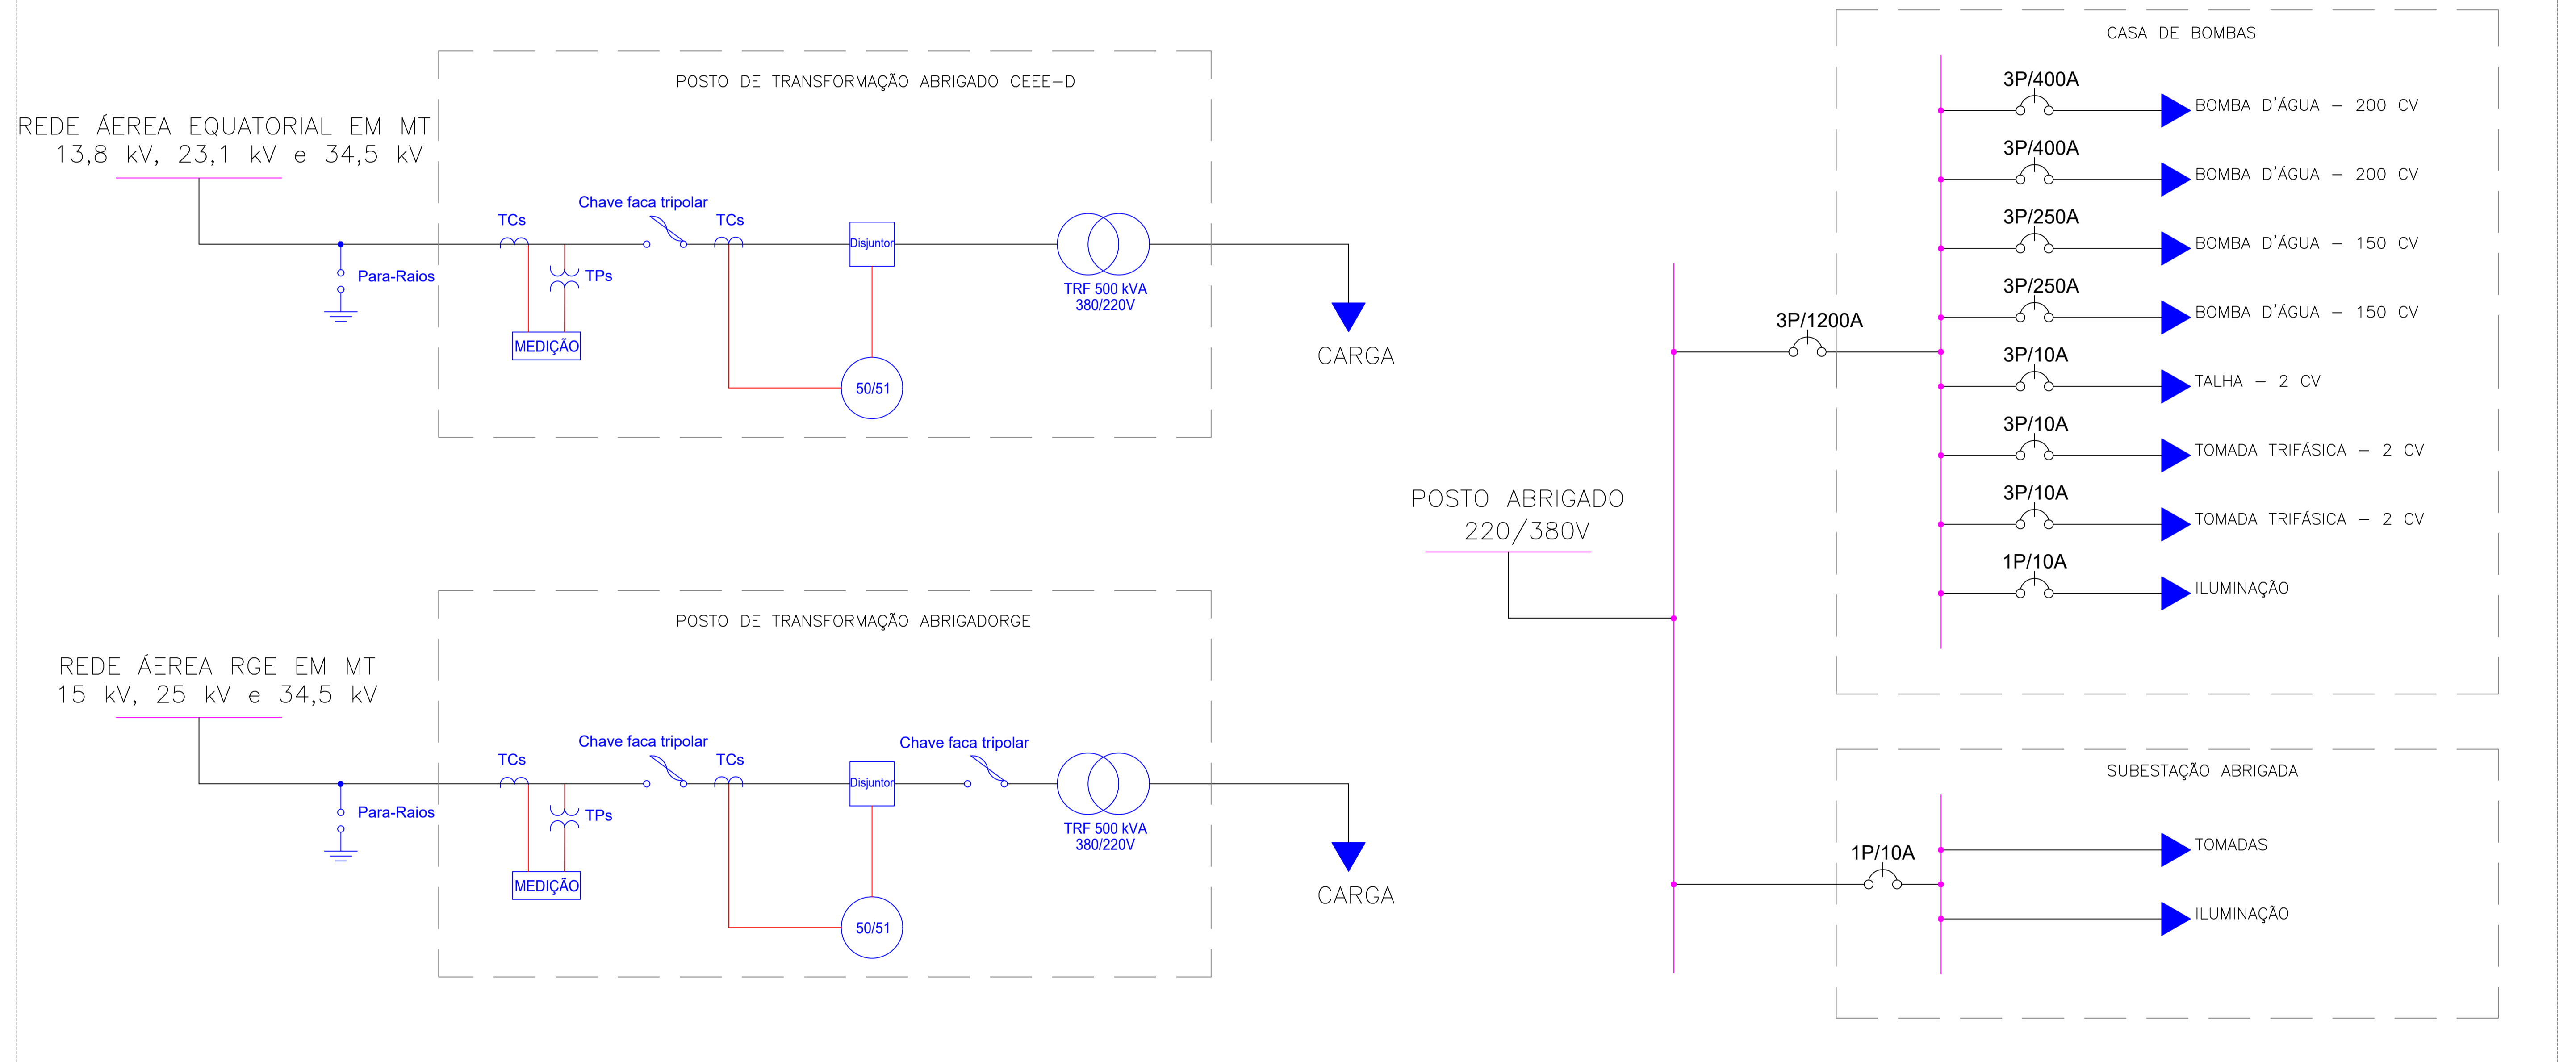 POSTO DE TRANSFORMAÇÃO ABRIGADO CEEE-D
REDE ÁEREA EQUATORIAL EM MT
13,8 kV, 23,1 kV e 34,5 kV
Para-Raios
TCs
TPs
MEDIÇÃO
Chave faca tripolar
TCs
Disjuntor
50/51
TRF 500 kVA
380/220V
CARGA
POSTO DE TRANSFORMAÇÃO ABRIGADORGE
REDE ÁEREA RGE EM MT
15 kV, 25 kV e 34,5 kV
Para-Raios
TCs
TPs
MEDIÇÃO
Chave faca tripolar
TCs
Disjuntor
50/51
Chave faca tripolar
TRF 500 kVA
380/220V
CARGA
POSTO ABRIGADO
220/380V
3P/1200A
CASA DE BOMBAS
3P/400A
BOMBA D'ÁGUA - 200 CV
3P/400A
BOMBA D'ÁGUA - 200 CV
3P/250A
BOMBA D'ÁGUA - 150 CV
3P/250A
BOMBA D'ÁGUA - 150 CV
3P/10A
TALHA - 2 CV
3P/10A
TOMADA TRIFÁSICA - 2 CV
3P/10A
TOMADA TRIFÁSICA - 2 CV
1P/10A
ILUMINAÇÃO
SUBESTAÇÃO ABRIGADA
1P/10A
TOMADAS
ILUMINAÇÃO